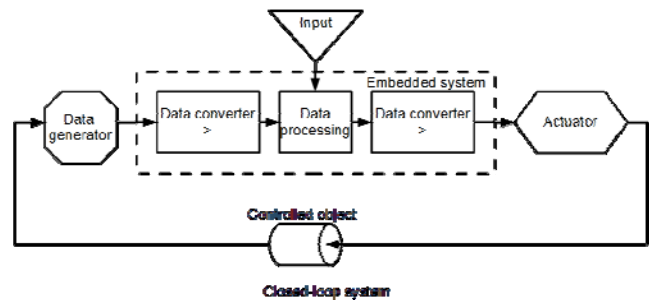 Input
Embedded system
Data
generator
Data converter
>
Data
processing
Data converter
>
Actuator
Controlled object
Closed-loop system